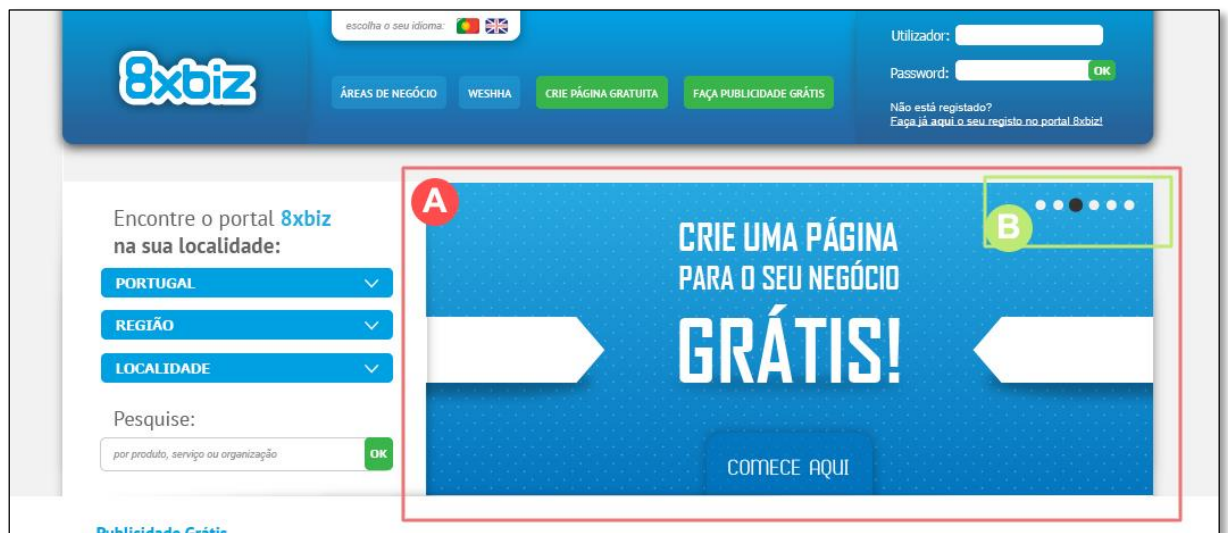 escolha o seu idioma:
8xbiz
ÁREAS DE NEGÓCIO
WESHHA
CRIE PÁGINA GRATUITA
FAÇA PUBLICIDADE GRÁTIS
Utilizador:
Password:
OK
Não está registado?
Faça já aqui o seu registo no portal 8xbiz!
Encontre o portal 8xbiz
na sua localidade:
PORTUGAL
REGIÃO
LOCALIDADE
Pesquise:
por produto, serviço ou organização
OK
A
B
CRIE UMA PÁGINA
PARA O SEU NEGÓCIO
GRÁTIS!
COMECE AQUI
Publicidade Grátis